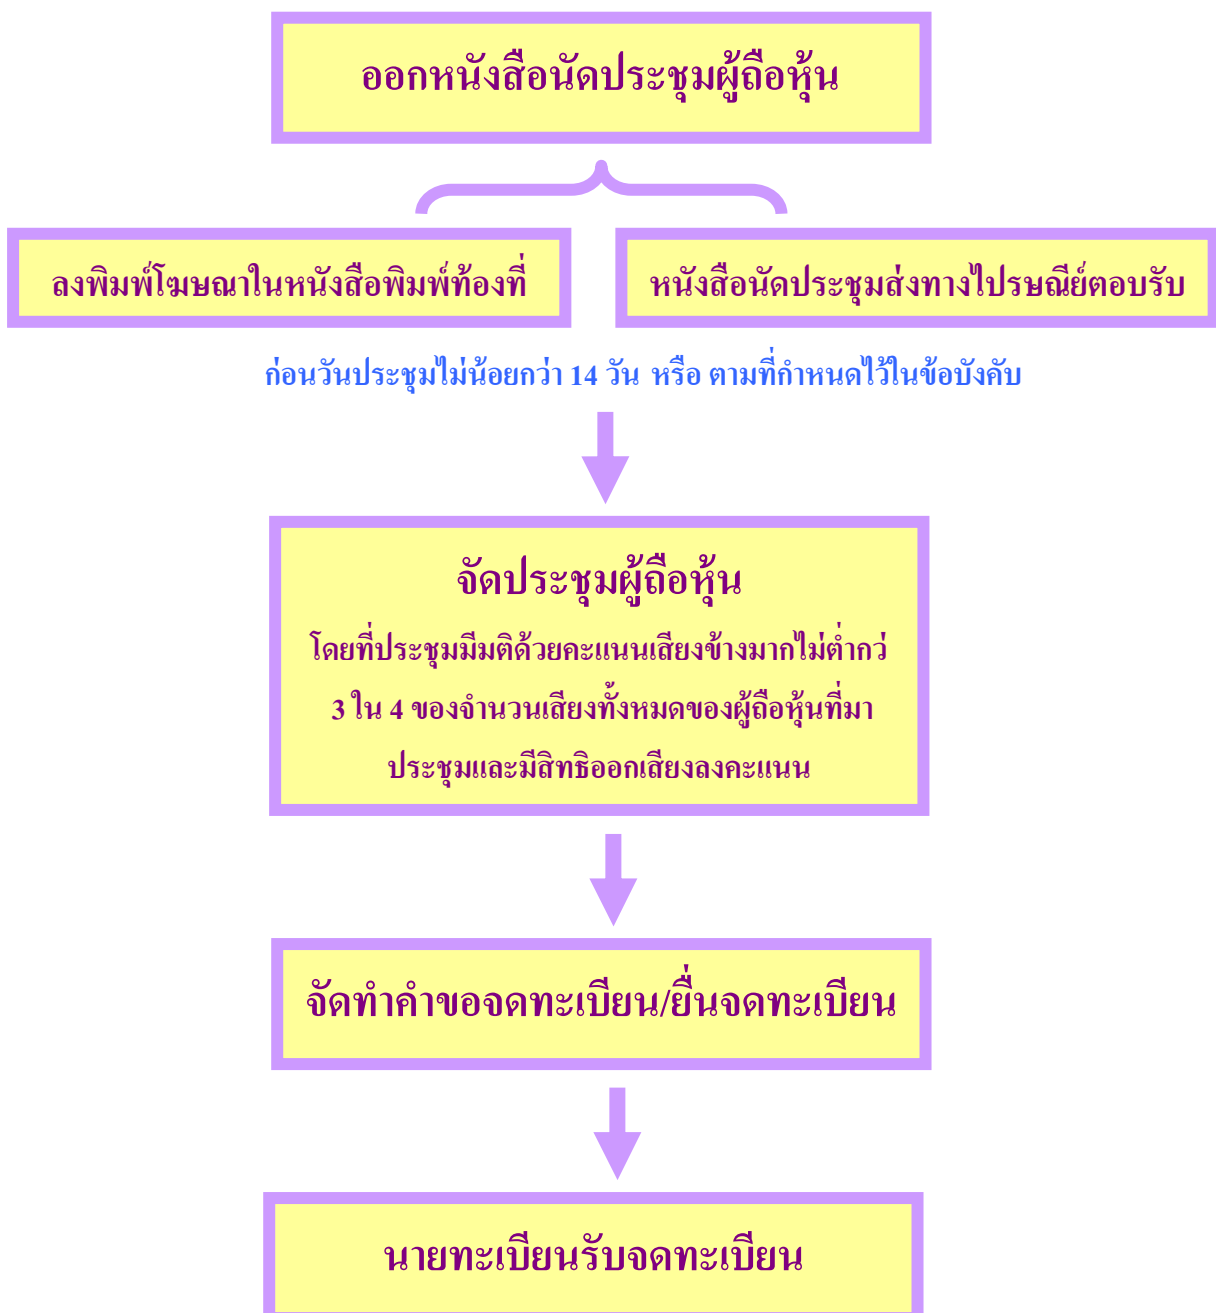 ออกหนังสือนัดประชุมผู้ถือหุ้น
ลงพิมพ์โฆษณาในหนังสือพิมพ์ท้องที่
หนังสือนัดประชุมส่งทางไปรษณีย์ตอบรับ
ก่อนวันประชุมไม่น้อยกว่า 14 วัน หรือ ตามที่กำหนดไว้ในข้อบังคับ
จัดประชุมผู้ถือหุ้น
โดยที่ประชุมมีมติด้วยคะแนนเสียงข้างมากไม่ต่ำกว่
3 ใน 4 ของจำนวนเสียงทั้งหมดของผู้ถือหุ้นที่มา
ประชุมและมีสิทธิออกเสียงลงคะแนน
จัดทำคำขอจดทะเบียน/ยื่นจดทะเบียน
นายทะเบียนรับจดทะเบียน